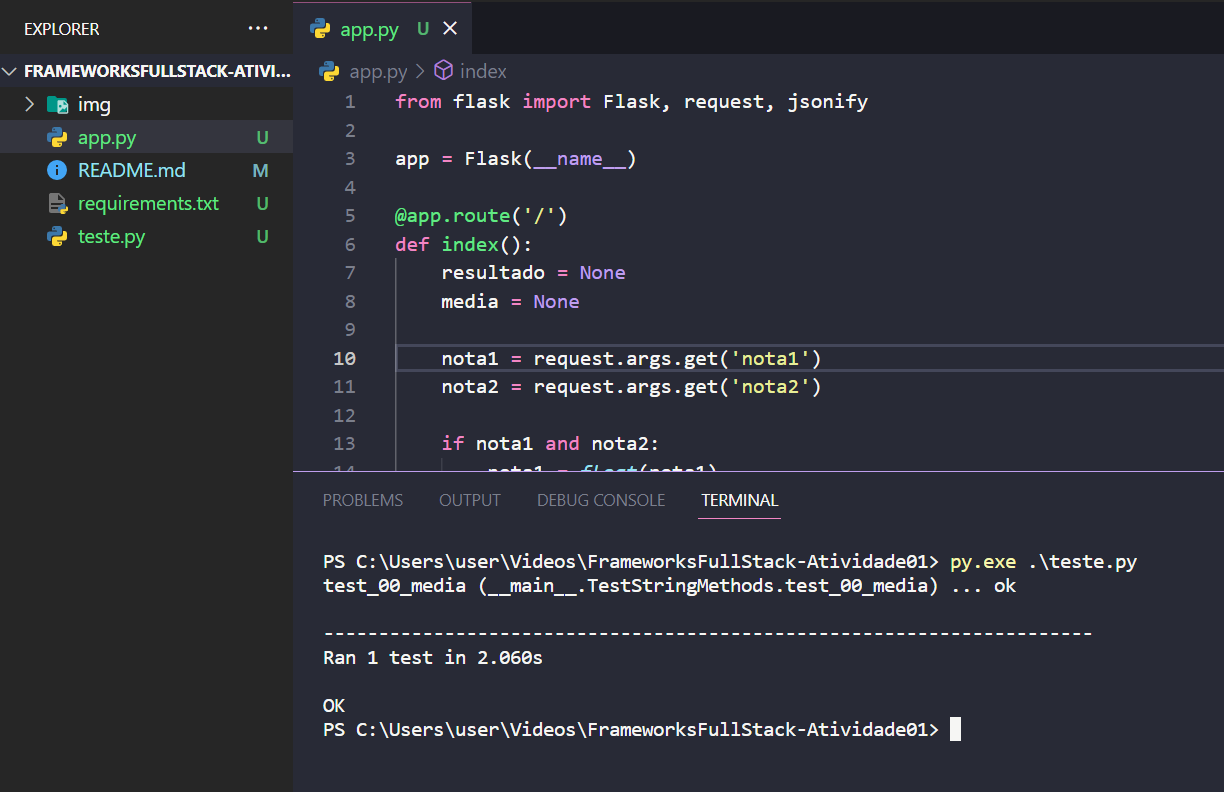 EXPLORER ...
FRAMEWORKSFULLSTACK-ATIVI...
img
app.py U
README.md M
requirements.txt U
teste.py U
app.py U
app.py > index
1 from flask import Flask, request, jsonify
2
3 app = Flask(__name__)
4
5 @app.route('/')
6 def index():
7 resultado = None
8 media = None
9
10 nota1 = request.args.get('nota1')
11 nota2 = request.args.get('nota2')
12
13 if nota1 and nota2:
14 nota1 = float(nota1)
PROBLEMS OUTPUT DEBUG CONSOLE TERMINAL
PS C:\Users\user\Videos\FrameworksFullStack-Atividade01> py.exe .\teste.py
test_00_media (__main__.TestStringMethods.test_00_media) ... ok
----------------------------------------------------------------------
Ran 1 test in 2.060s
OK
PS C:\Users\user\Videos\FrameworksFullStack-Atividade01>